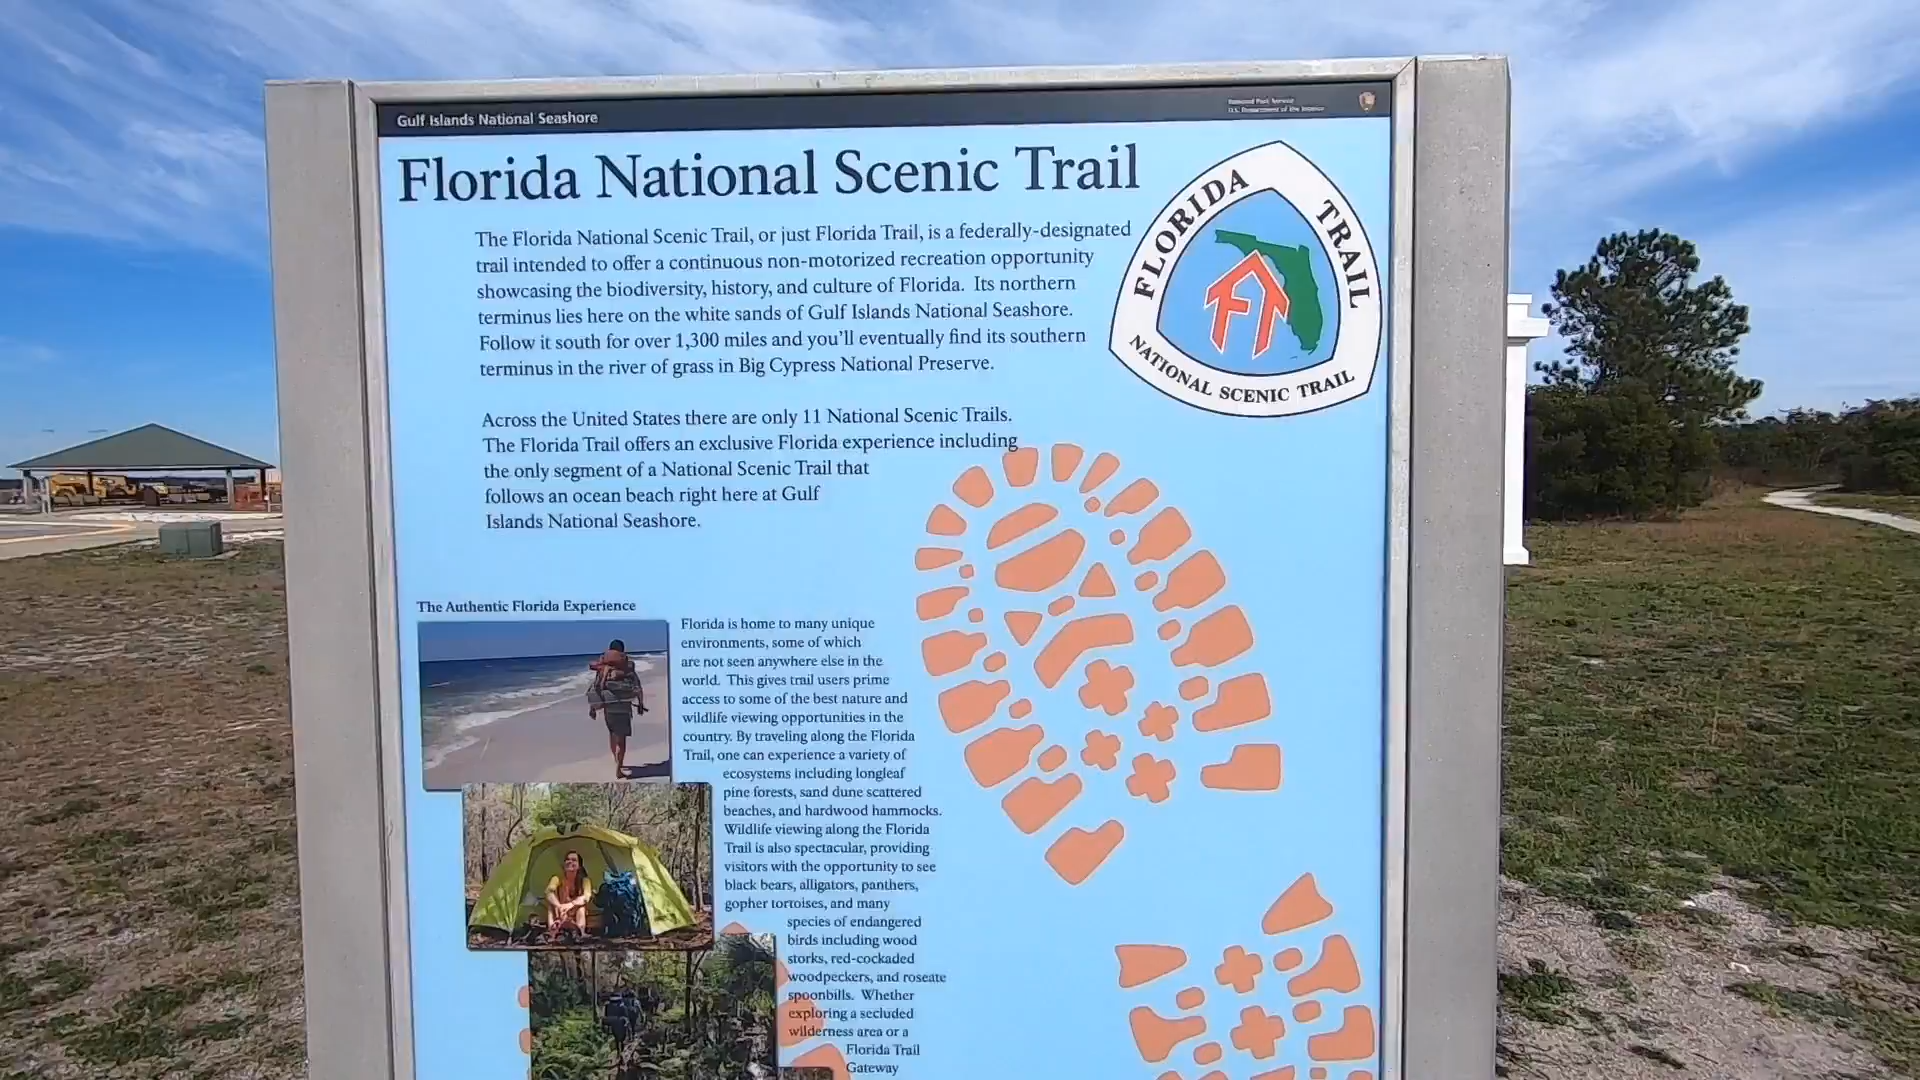 Gulf Islands National Seashore
National Park Service
U.S. Department of the Interior
Florida National Scenic Trail
The Florida National Scenic Trail, or just Florida Trail, is a federally-designated
trail intended to offer a continuous non-motorized recreation opportunity
showcasing the biodiversity, history, and culture of Florida. Its northern
terminus lies here on the white sands of Gulf Islands National Seashore.
Follow it south for over 1,300 miles and you'll eventually find its southern
terminus in the river of grass in Big Cypress National Preserve.
FLORIDA TRAIL
FT
NATIONAL SCENIC TRAIL
Across the United States there are only 11 National Scenic Trails.
The Florida Trail offers an exclusive Florida experience including
the only segment of a National Scenic Trail that
follows an ocean beach right here at Gulf
Islands National Seashore.
The Authentic Florida Experience
Florida is home to many unique
environments, some of which
are not seen anywhere else in the
world. This gives trail users prime
access to some of the best nature and
wildlife viewing opportunities in the
country. By traveling along the Florida
Trail, one can experience a variety of
ecosystems including longleaf
pine forests, sand dune scattered
beaches, and hardwood hammocks.
Wildlife viewing along the Florida
Trail is also spectacular, providing
visitors with the opportunity to see
black bears, alligators, panthers,
gopher tortoises, and many
species of endangered
birds including wood
storks, red-cockaded
woodpeckers, and roseate
spoonbills. Whether
exploring a secluded
wilderness area or a
Florida Trail
Gateway